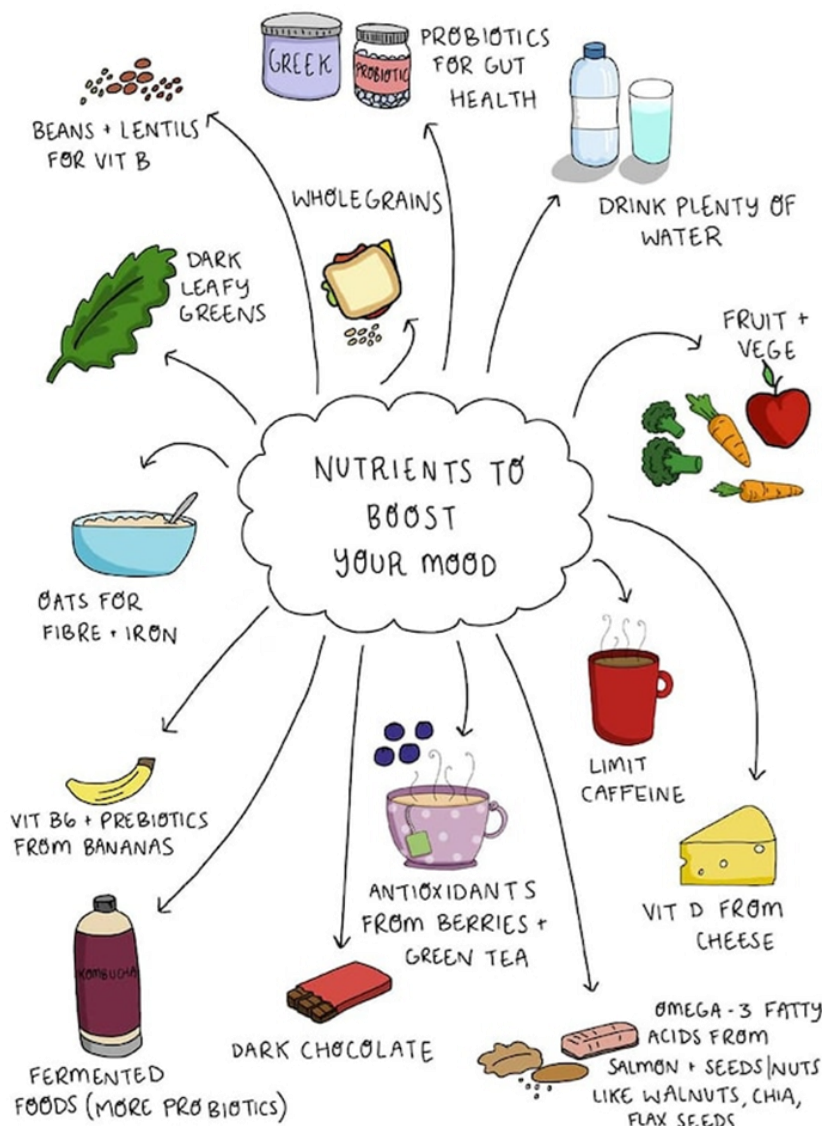 GREEK
PROBIOTIC
PROBIOTICS
FOR GUT
HEALTH
BEANS + LENTILS
FOR VIT B
WHOLEGRAINS
DRINK PLENTY OF
WATER
DARK
LEAFY
GREENS
FRUIT +
VEGE
NUTRIENTS TO
BOOST
YOUR MOOD
OATS FOR
FIBRE + IRON
LIMIT
CAFFEINE
VIT B6 + PREBIOTICS
FROM BANANAS
ANTIOXIDANTS
FROM BERRIES +
GREEN TEA
VIT D FROM
CHEESE
KOMBUCHA
DARK CHOCOLATE
OMEGA-3 FATTY
ACIDS FROM
SALMON + SEEDS|NUTS
LIKE WALNUTS, CHIA,
FLAX SEEDS
FERMENTED
FOODS (MORE PROBIOTICS)